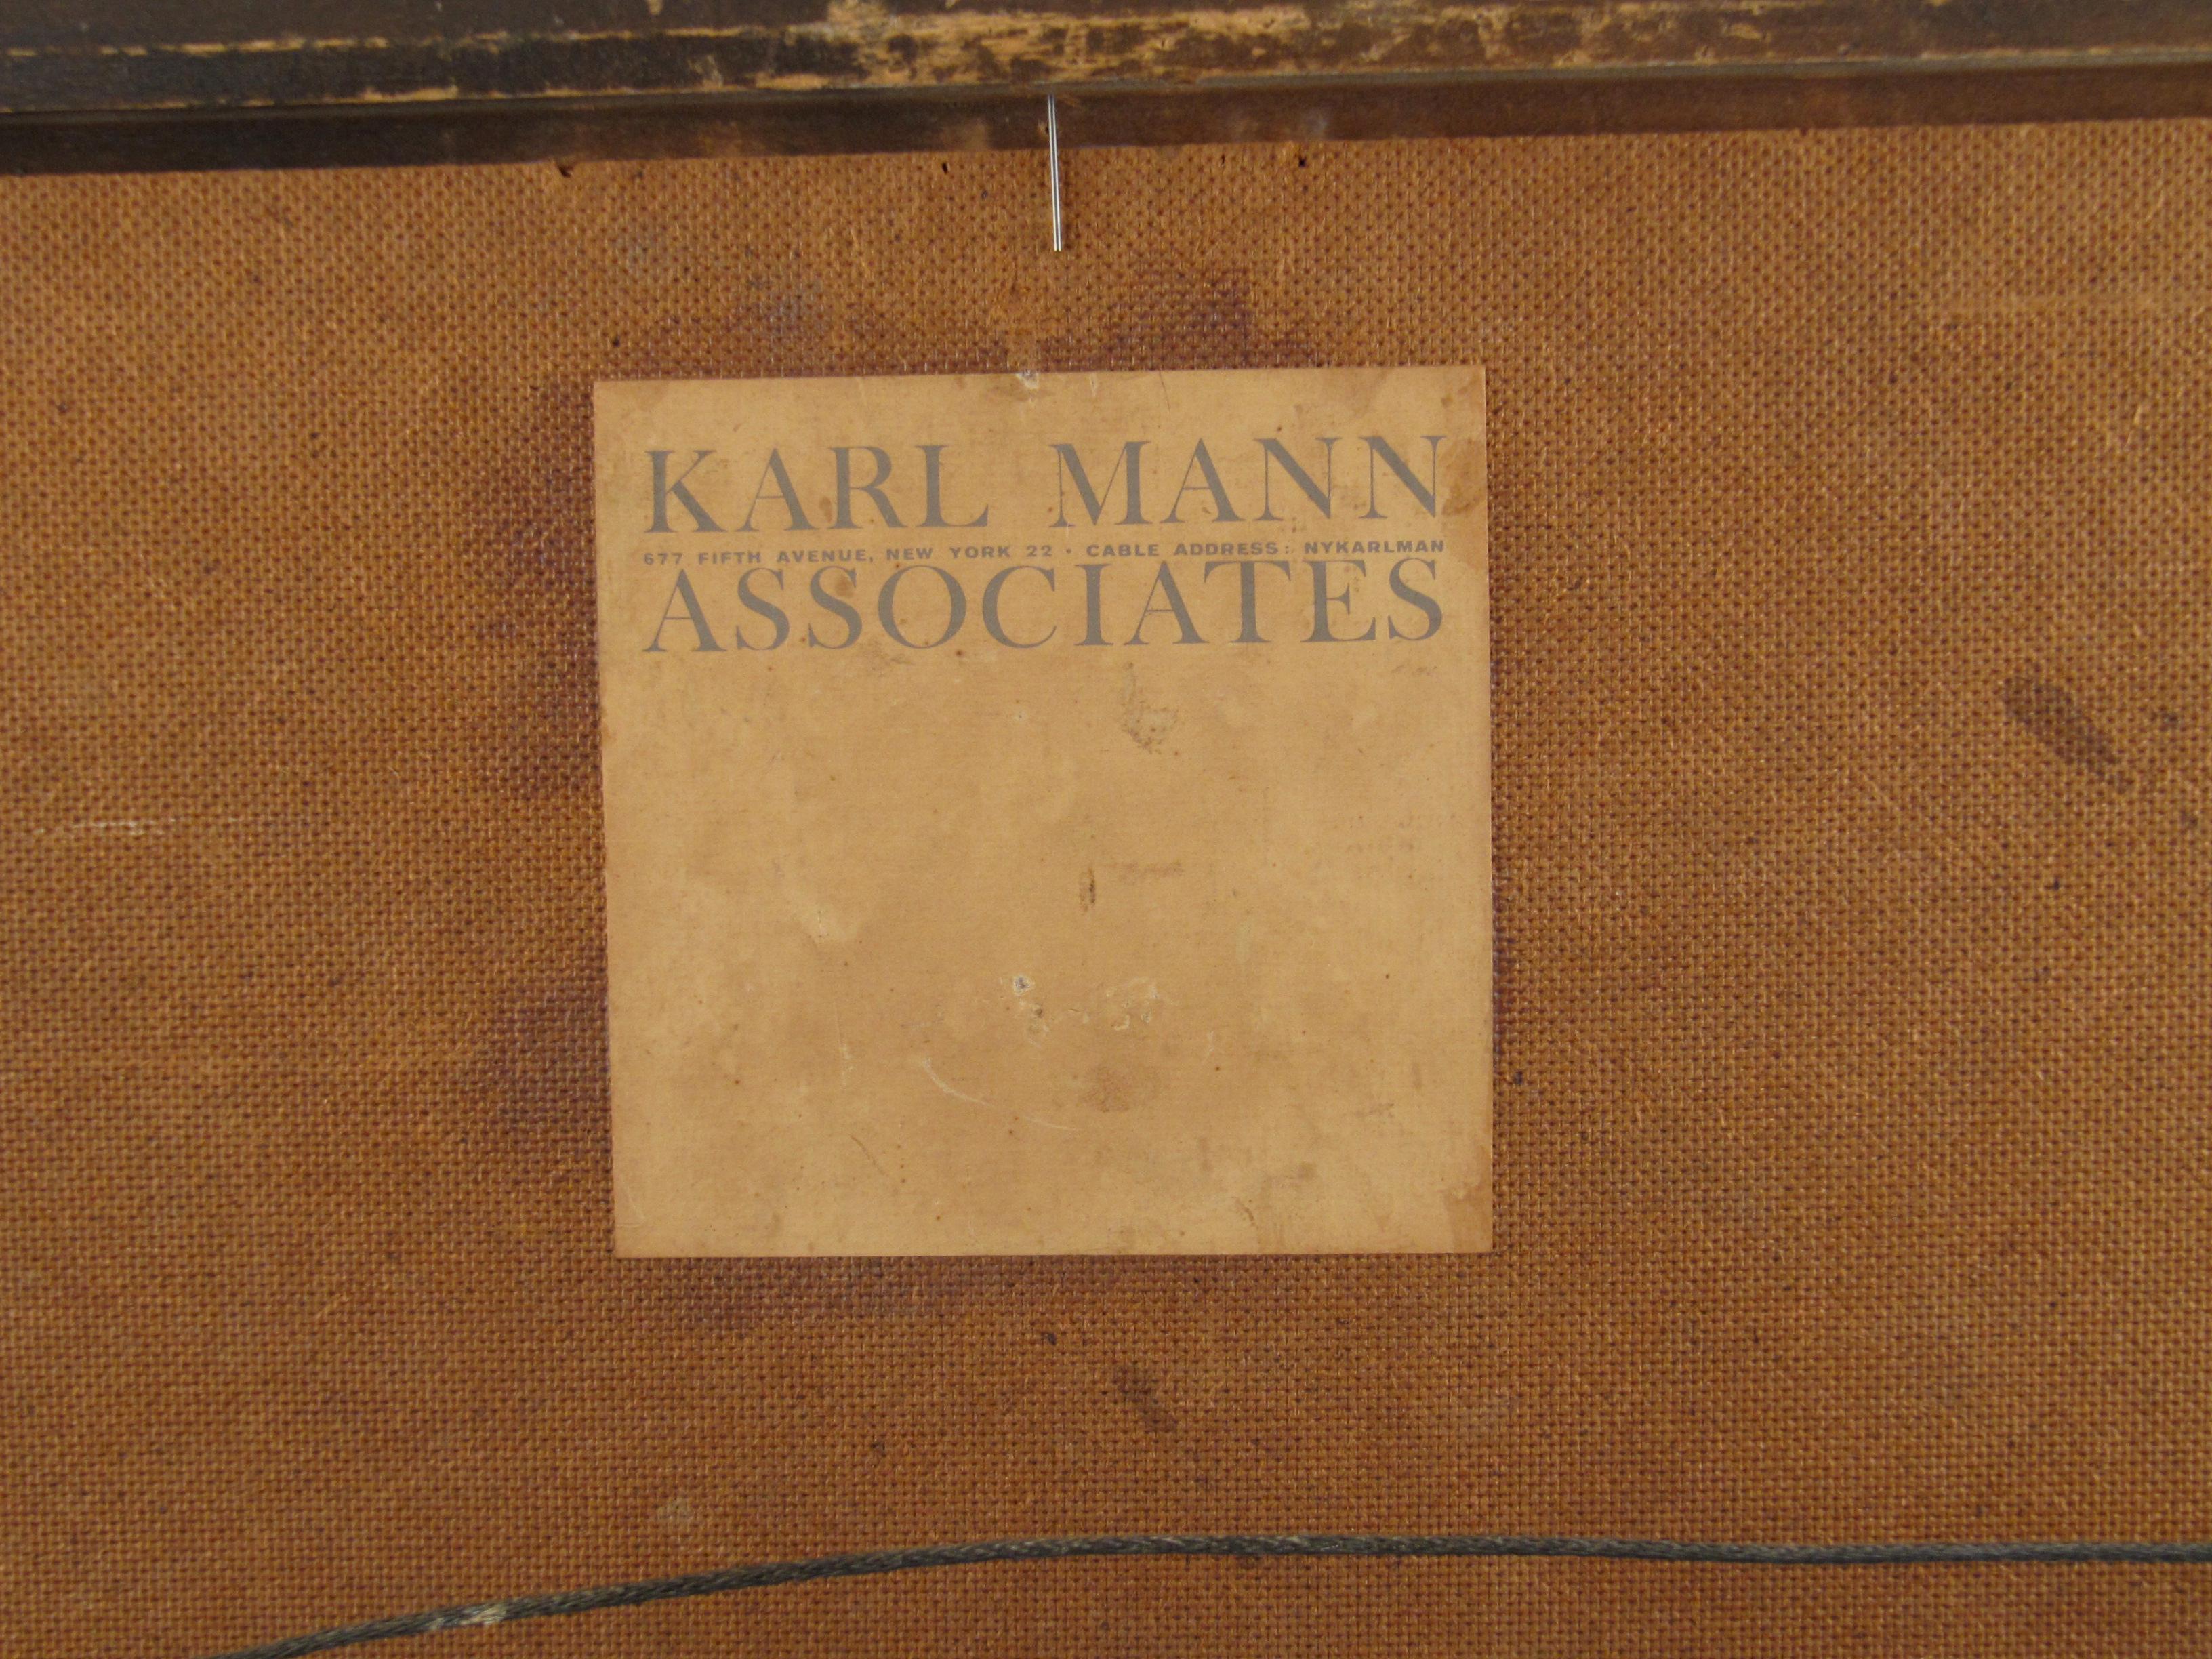 KARL MANN
677 FIFTH AVENUE, NEW YORK 22 • CABLE ADDRESS: NYKARLMAN
ASSOCIATES